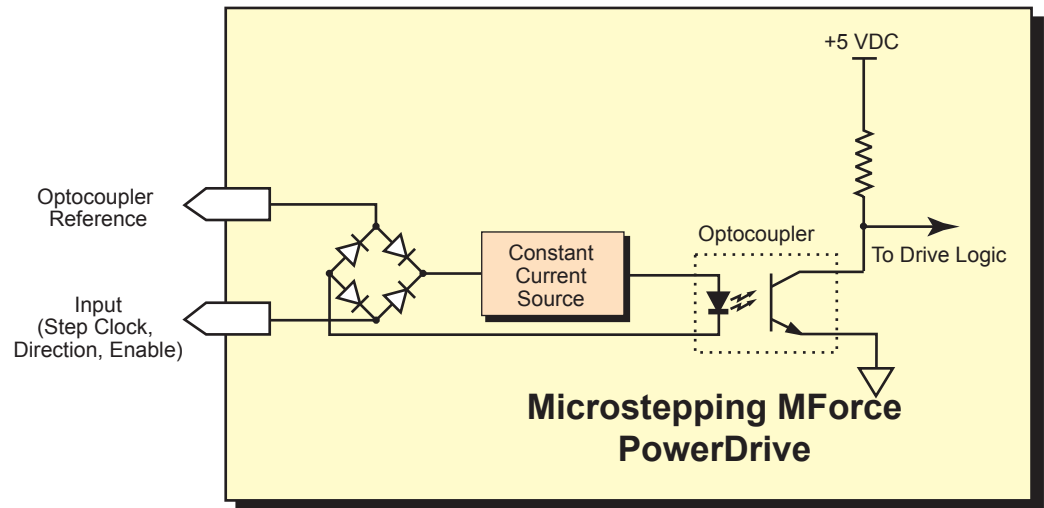 +5 VDC
Optocoupler
Reference
Optocoupler
To Drive Logic
Constant
Current
Source
Input
(Step Clock,
Direction, Enable)
Microstepping MForce
PowerDrive